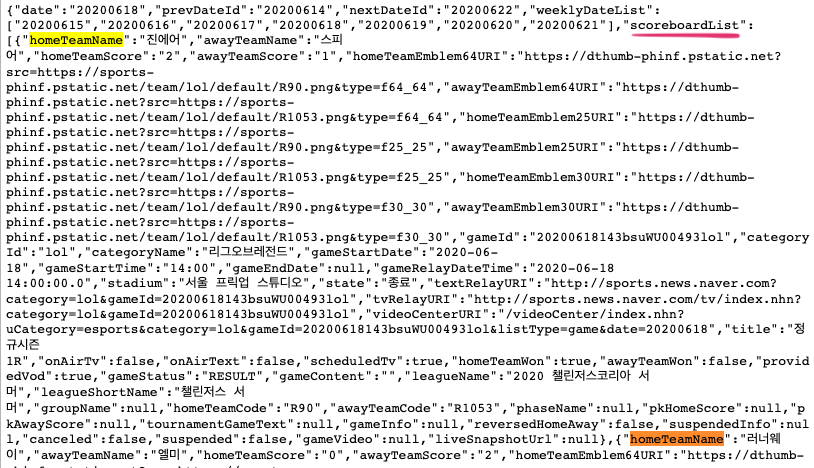 {"date":"20200618","prevDateId":"20200614","nextDateId":"20200622","weeklyDateList":
["20200615","20200616","20200617","20200618","20200619","20200620","20200621"],"scoreboardList":
[{"homeTeamName":"진에어","awayTeamName":"스피
어","homeTeamScore":"2","awayTeamScore":"1","homeTeamEmblem64URI":"https://dthumb-phinf.pstatic.net?
src=https://sports-
phinf.pstatic.net/team/lol/default/R90.png&type=f64_64","awayTeamEmblem64URI":"https://dthumb-
phinf.pstatic.net?src=https://sports-
phinf.pstatic.net/team/lol/default/R1053.png&type=f64_64","homeTeamEmblem25URI":"https://dthumb-
phinf.pstatic.net?src=https://sports-
phinf.pstatic.net/team/lol/default/R90.png&type=f25_25","awayTeamEmblem25URI":"https://dthumb-
phinf.pstatic.net?src=https://sports-
phinf.pstatic.net/team/lol/default/R1053.png&type=f25_25","homeTeamEmblem30URI":"https://dthumb-
phinf.pstatic.net?src=https://sports-
phinf.pstatic.net/team/lol/default/R90.png&type=f30_30","awayTeamEmblem30URI":"https://dthumb-
phinf.pstatic.net?src=https://sports-
phinf.pstatic.net/team/lol/default/R1053.png&type=f30_30","gameId":"20200618143bsuWU00493lol","category
Id":"lol","categoryName":"리그오브레전드","gameStartDate":"2020-06-
18","gameStartTime":"14:00","gameEndDate":null,"gameRelayDateTime":"2020-06-18
14:00:00.0","stadium":"서울 프릭업 스튜디오","state":"종료","textRelayURI":"http://sports.news.naver.com?
category=lol&gameId=20200618143bsuWU00493lol","tvRelayURI":"http://sports.news.naver.com/tv/index.nhn?
category=lol&gameId=20200618143bsuWU00493lol","videoCenterURI":"/videoCenter/index.nhn?
uCategory=esports&category=lol&gameId=20200618143bsuWU00493lol&listType=game&date=20200618","title":"정
규시즌
1R","onAirTv":false,"onAirText":false,"scheduledTv":true,"homeTeamWon":true,"awayTeamWon":false,"provid
edVod":true,"gameStatus":"RESULT","gameContent":"","leagueName":"2020 챌린저스코리아 서
머","leagueShortName":"챌린저스 서
머","groupName":null,"homeTeamCode":"R90","awayTeamCode":"R1053","phaseName":null,"pkHomeScore":null,"p
kAwayScore":null,"tournamentGameText":null,"gameInfo":null,"reversedHomeAway":false,"suspendedInfo":nul
l,"canceled":false,"suspended":false,"gameVideo":null,"liveSnapshotUrl":null},{"homeTeamName":"러너웨
이","awayTeamName":"엘미","homeTeamScore":"0","awayTeamScore":"2","homeTeamEmblem64URI":"https://dthumb-